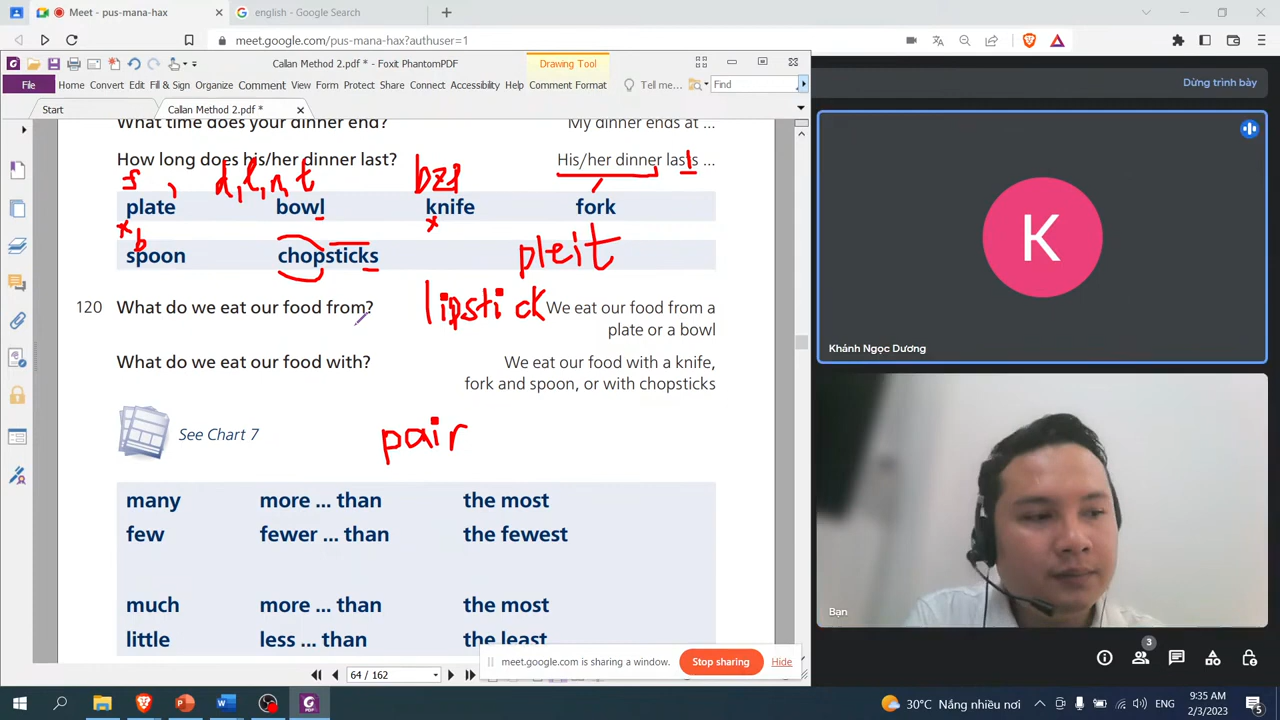 Meet - pus-mana-hax
english - Google Search
meet.google.com/pus-mana-hax?authuser=1
Callan Method 2.pdf * - Foxit PhantomPDF
Drawing Tool
File Home Convert Edit Fill & Sign Organize Comment View Form Protect Share Connect Accessibility Help Comment Format Tell me... Find
Start
Callan Method 2.pdf *
What time does your dinner end? My dinner ends at ...
How long does his/her dinner last? His/her dinner lasts ...
s , d, l, n, t
plate bowl knife fork
b
spoon chopsticks pleit
lipstick
120 What do we eat our food from? We eat our food from a
plate or a bowl
What do we eat our food with? We eat our food with a knife,
fork and spoon, or with chopsticks
See Chart 7
pair
many more ... than the most
few fewer ... than the fewest
much more ... than the most
little less ... than the least
meet.google.com is sharing a window. Stop sharing Hide
64 / 162
Dừng trình bày
K
Khánh Ngọc Dương
Bạn
3
30°C Nắng nhiều nơi
ENG
9:35 AM
2/3/2023
5